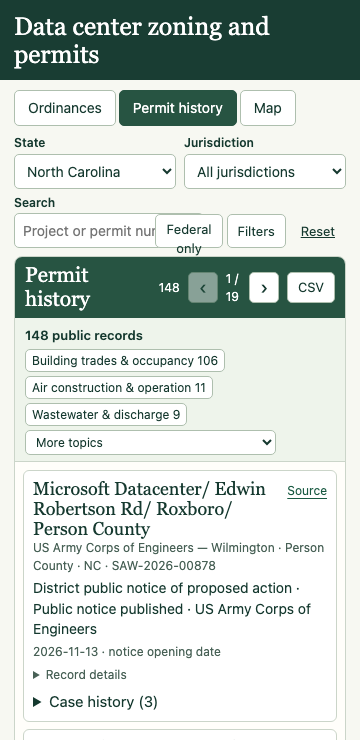 Data center zoning and
permits
Ordinances
Permit history
Map
State
Jurisdiction
North Carolina
All jurisdictions
Search
Project or permit nur
Federal
only
Filters
Reset
Permit
history
148
‹
1 /
19
›
CSV
148 public records
Building trades & occupancy 106
Air construction & operation 11
Wastewater & discharge 9
More topics
Microsoft Datacenter/ Edwin
Robertson Rd/ Roxboro/
Person County
Source
US Army Corps of Engineers — Wilmington · Person
County · NC · SAW-2026-00878
District public notice of proposed action ·
Public notice published · US Army Corps of
Engineers
2026-11-13 · notice opening date
Record details
Case history (3)